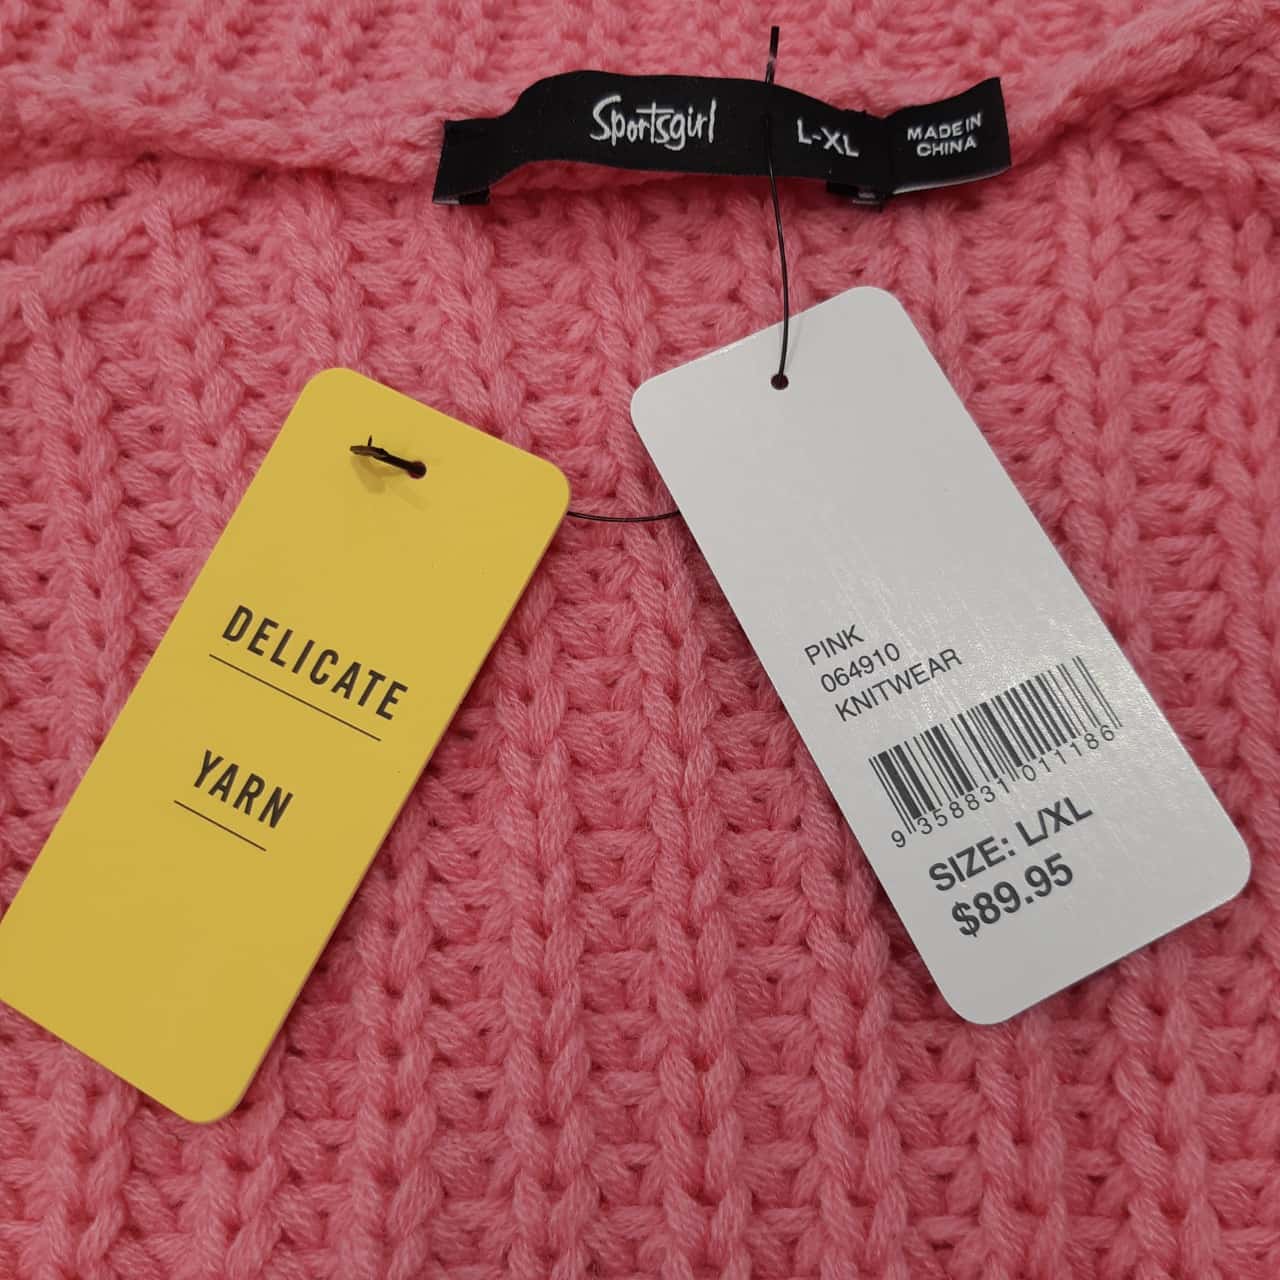 Sportsgirl
L-XL
MADE IN
CHINA
DELICATE
YARN
PINK
064910
KNITWEAR
9 358831 011186
SIZE: L/XL
$89.95